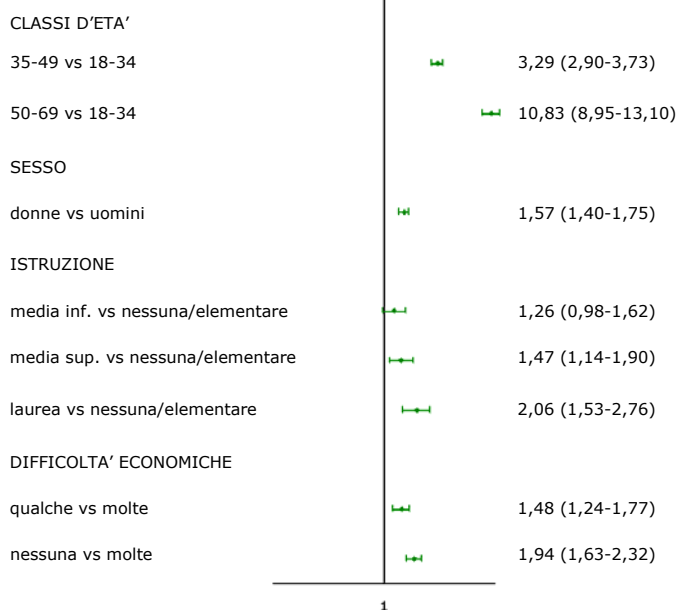 CLASSI D’ETA’
35-49 vs 18-34 3,29 (2,90-3,73)
50-69 vs 18-34 10,83 (8,95-13,10)
SESSO
donne vs uomini 1,57 (1,40-1,75)
ISTRUZIONE
media inf. vs nessuna/elementare 1,26 (0,98-1,62)
media sup. vs nessuna/elementare 1,47 (1,14-1,90)
laurea vs nessuna/elementare 2,06 (1,53-2,76)
DIFFICOLTA’ ECONOMICHE
qualche vs molte 1,48 (1,24-1,77)
nessuna vs molte 1,94 (1,63-2,32)
1